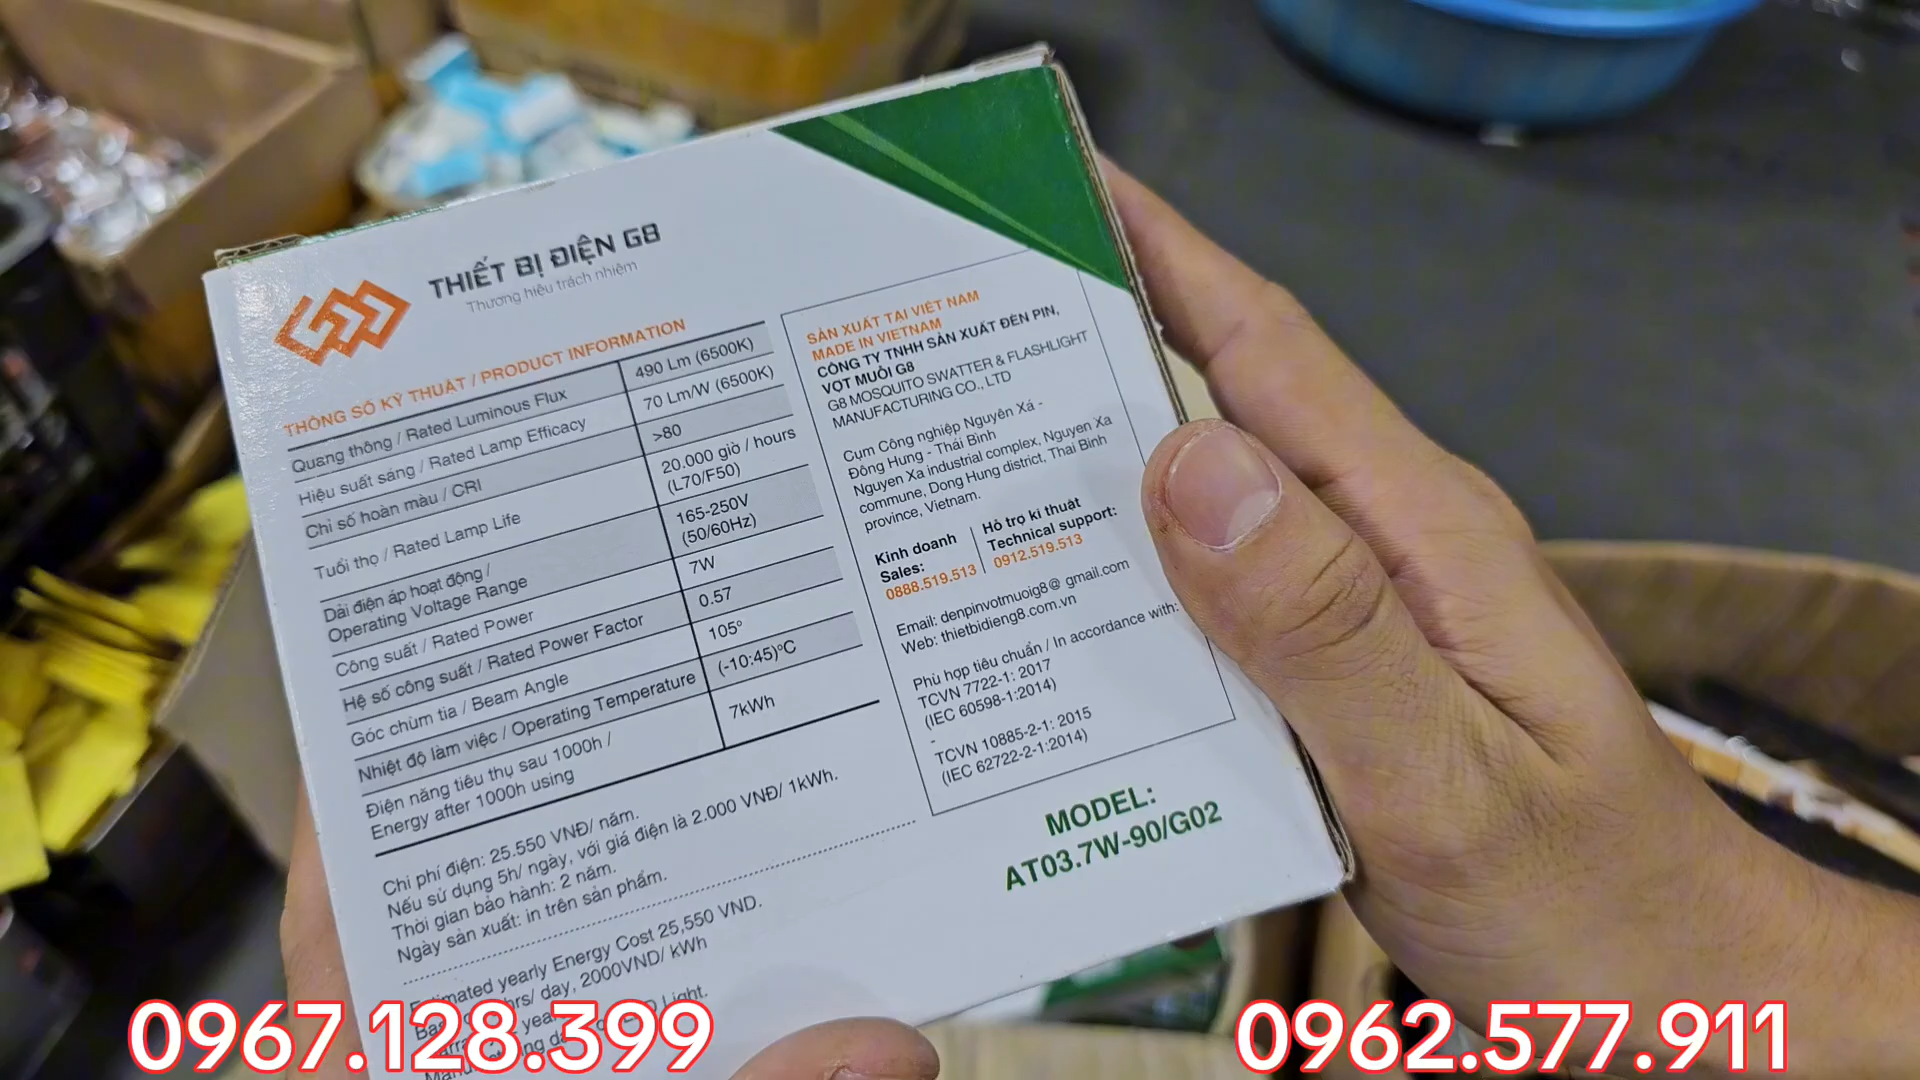 THIẾT BỊ ĐIỆN G8
Thương hiệu trách nhiệm
THÔNG SỐ KỸ THUẬT / PRODUCT INFORMATION
Quang thông / Rated Luminous Flux 490 Lm (6500K)
Hiệu suất sáng / Rated Lamp Efficacy 70 Lm/W (6500K)
Chỉ số hoàn màu / CRI >80
Tuổi thọ / Rated Lamp Life 20.000 giờ / hours
(L70/F50)
Dải điện áp hoạt động /
Operating Voltage Range
165-250V
(50/60Hz)
Công suất / Rated Power 7W
Hệ số công suất / Rated Power Factor 0.57
Góc chùm tia / Beam Angle 105°
Nhiệt độ làm việc / Operating Temperature (-10:45)°C
Điện năng tiêu thụ sau 1000h /
Energy after 1000h using
7kWh
Chi phí điện: 25.550 VNĐ/ năm.
Nếu sử dụng 5h/ ngày, với giá điện là 2.000 VNĐ/ 1kWh.
Thời gian bảo hành: 2 năm.
Ngày sản xuất: in trên sản phẩm.
Estimated yearly Energy Cost 25,550 VND.
hrs/ day, 2000VND/ kWh
Light.
SẢN XUẤT TẠI VIỆT NAM
MADE IN VIETNAM
CÔNG TY TNHH SẢN XUẤT ĐÈN PIN,
VỢT MUỖI G8
G8 MOSQUITO SWATTER & FLASHLIGHT
MANUFACTURING CO., LTD
Cụm Công nghiệp Nguyên Xá -
Đông Hưng - Thái Bình
Nguyen Xa industrial complex, Nguyen Xa
commune, Dong Hung district, Thai Binh
province, Vietnam.
Kinh doanh
Sales:
0888.519.513
Hỗ trợ kĩ thuật
Technical support:
0912.519.513
Email: denpinvotmuoig8@ gmail.com
Web: thietbidieng8.com.vn
Phù hợp tiêu chuẩn / In accordance with:
TCVN 7722-1: 2017
(IEC 60598-1:2014)
-
TCVN 10885-2-1: 2015
(IEC 62722-2-1:2014)
MODEL:
AT03.7W-90/G02
0967.128.399
0962.577.911